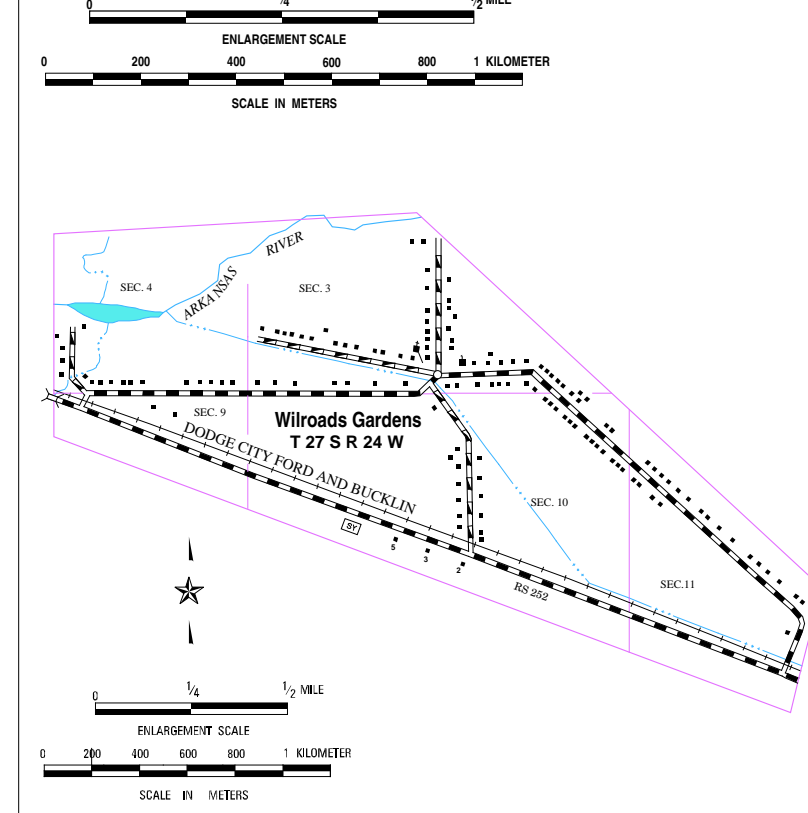 0 1/4 1/2 MILE
ENLARGEMENT SCALE
0 200 400 600 800 1 KILOMETER
SCALE IN METERS
ARKANSAS RIVER
SEC. 4
SEC. 3
SEC. 9
Wilroads Gardens
T 27 S R 24 W
DODGE CITY FORD AND BUCKLIN
SEC. 10
SY
5
3
2
RS 252
SEC.11
0 1/4 1/2 MILE
ENLARGEMENT SCALE
0 200 400 600 800 1 KILOMETER
SCALE IN METERS